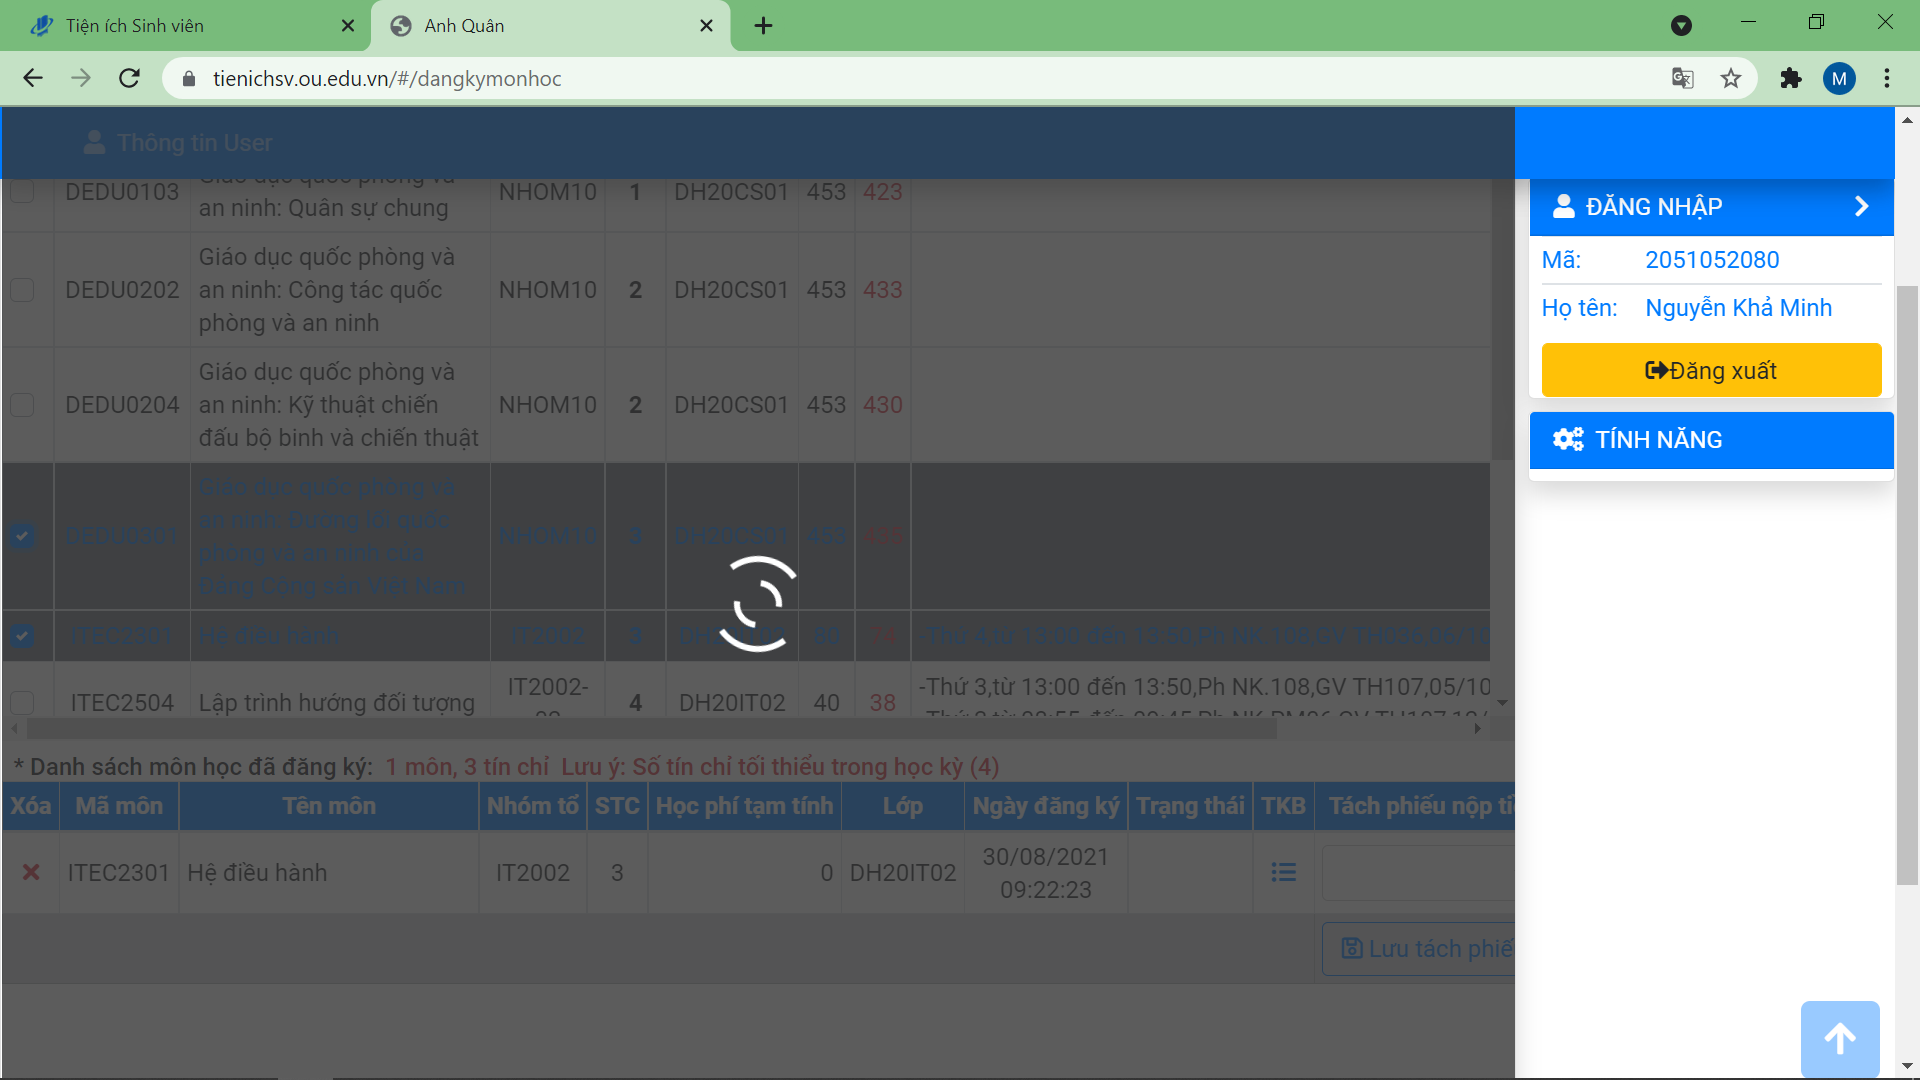 Tiện ích Sinh viên
Anh Quân
tienichsv.ou.edu.vn/#/dangkymonhoc
M
Thông tin User
ĐĂNG NHẬP
Mã: 2051052080
Họ tên: Nguyễn Khả Minh
Đăng xuất
TÍNH NĂNG
DEDU0103 Giáo dục quốc phòng và an ninh: Quân sự chung NHOM10 1 DH20CS01 453 423
DEDU0202 Giáo dục quốc phòng và an ninh: Công tác quốc phòng và an ninh NHOM10 2 DH20CS01 453 433
DEDU0204 Giáo dục quốc phòng và an ninh: Kỹ thuật chiến đấu bộ binh và chiến thuật NHOM10 2 DH20CS01 453 430
DEDU0301 Giáo dục quốc phòng và an ninh: Đường lối quốc phòng và an ninh của Đảng Cộng sản Việt Nam NHOM10 3 DH20CS01 453
ITEC2301 Hệ điều hành IT2002 3 80 74 -Thứ 4,từ 13:00 đến 13:50,Ph NK.108,GV TH036,06/10
ITEC2504 Lập trình hướng đối tượng IT2002- 4 DH20IT02 40 38 -Thứ 3,từ 13:00 đến 13:50,Ph NK.108,GV TH107,05/10
* Danh sách môn học đã đăng ký: 1 môn, 3 tín chỉ Lưu ý: Số tín chỉ tối thiểu trong học kỳ (4)
Xóa Mã môn Tên môn Nhóm tổ STC Học phí tạm tính Lớp Ngày đăng ký Trạng thái TKB Tách phiếu nộp
ITEC2301 Hệ điều hành IT2002 3 0 DH20IT02 30/08/2021 09:22:23
Lưu tách